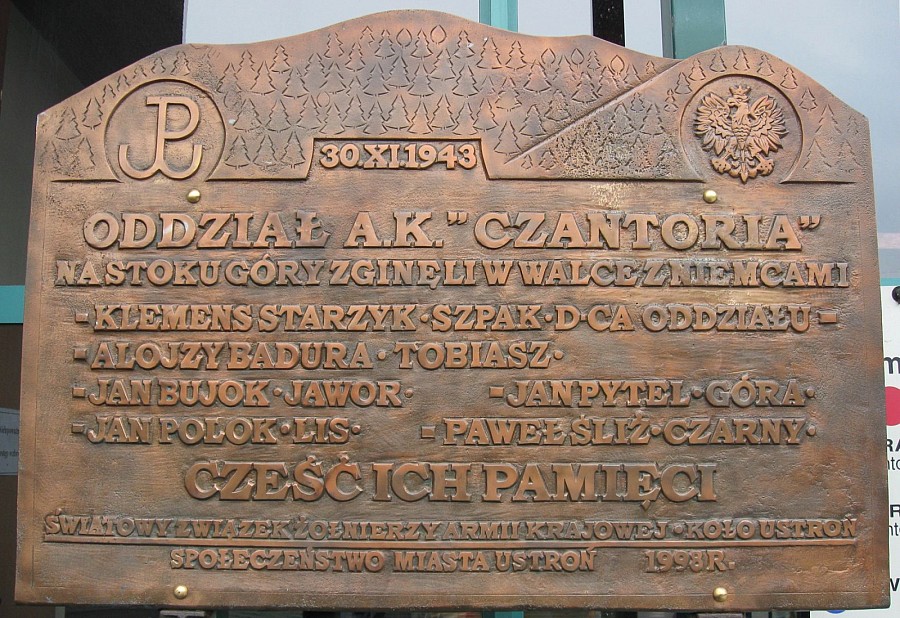 30.XI.1943
ODDZIAŁ A.K. "CZANTORIA"
NA STOKU GÓRY ZGINĘLI W WALCE Z NIEMCAMI
-KLEMENS STARZYK·SZPAK·D-CA ODDZIAŁU-
-ALOJZY BADURA·TOBIASZ·
-JAN BUJOK·JAWOR· -JAN PYTEL·GÓRA·
-JAN POLOK·LIS· -PAWEŁ ŚLIŻ·CZARNY·
CZEŚĆ ICH PAMIĘCI
ŚWIATOWY ZWIĄZEK ŻOŁNIERZY ARMII KRAJOWEJ·KOŁO USTROŃ
SPOŁECZEŃSTWO MIASTA USTROŃ 1998R.